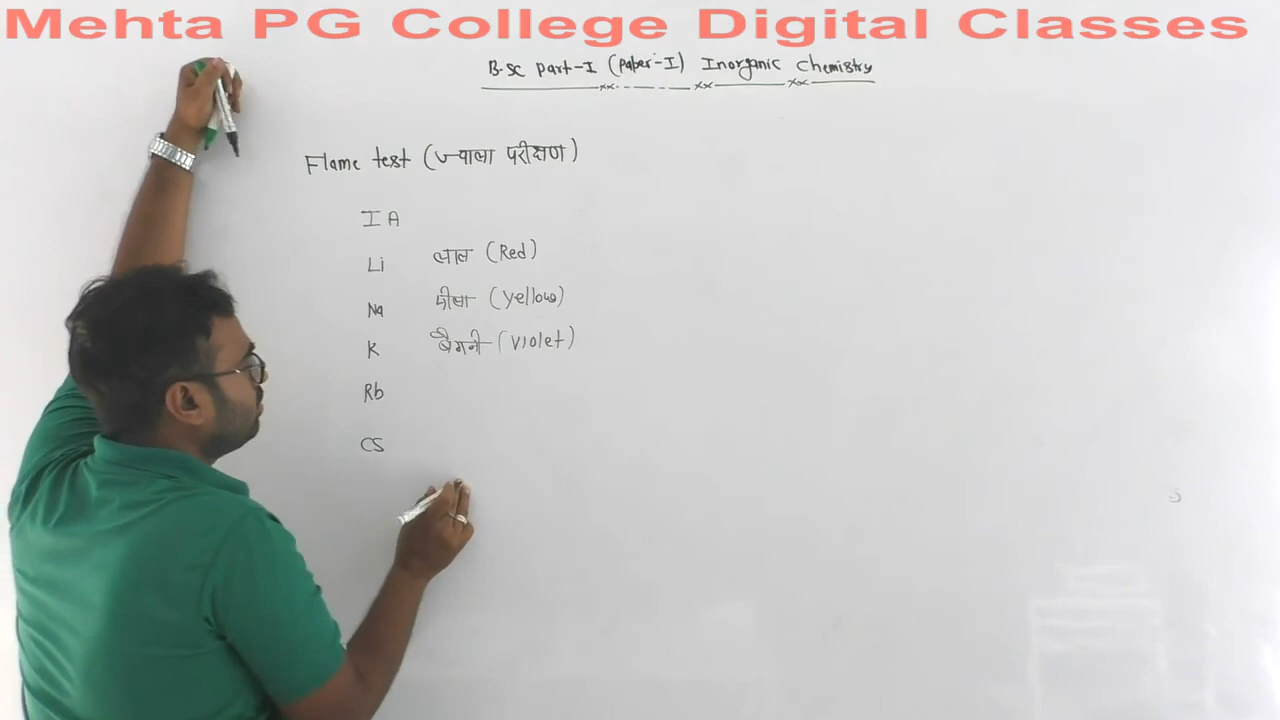 Mehta PG College Digital Classes
B.Sc part-I (paper-I) Inorganic chemistry
Flame test (ज्वाला परीक्षण)
I A
Li लाल (Red)
Na पीला (yellow)
K बैगनी (violet)
Rb
CS